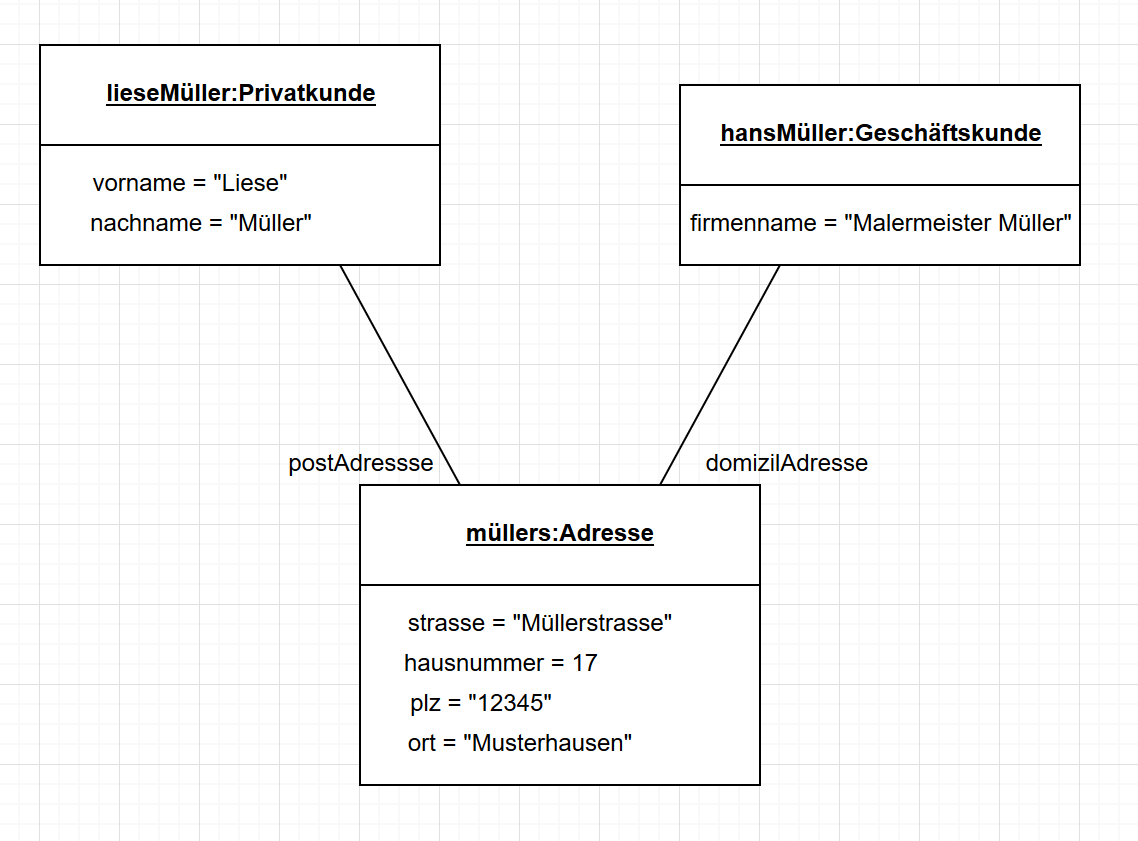 lieseMüller:Privatkunde
vorname = "Liese"
nachname = "Müller"
hansMüller:Geschäftskunde
firmenname = "Malermeister Müller"
postAdressse
domizilAdresse
müllers:Adresse
strasse = "Müllerstrasse"
hausnummer = 17
plz = "12345"
ort = "Musterhausen"